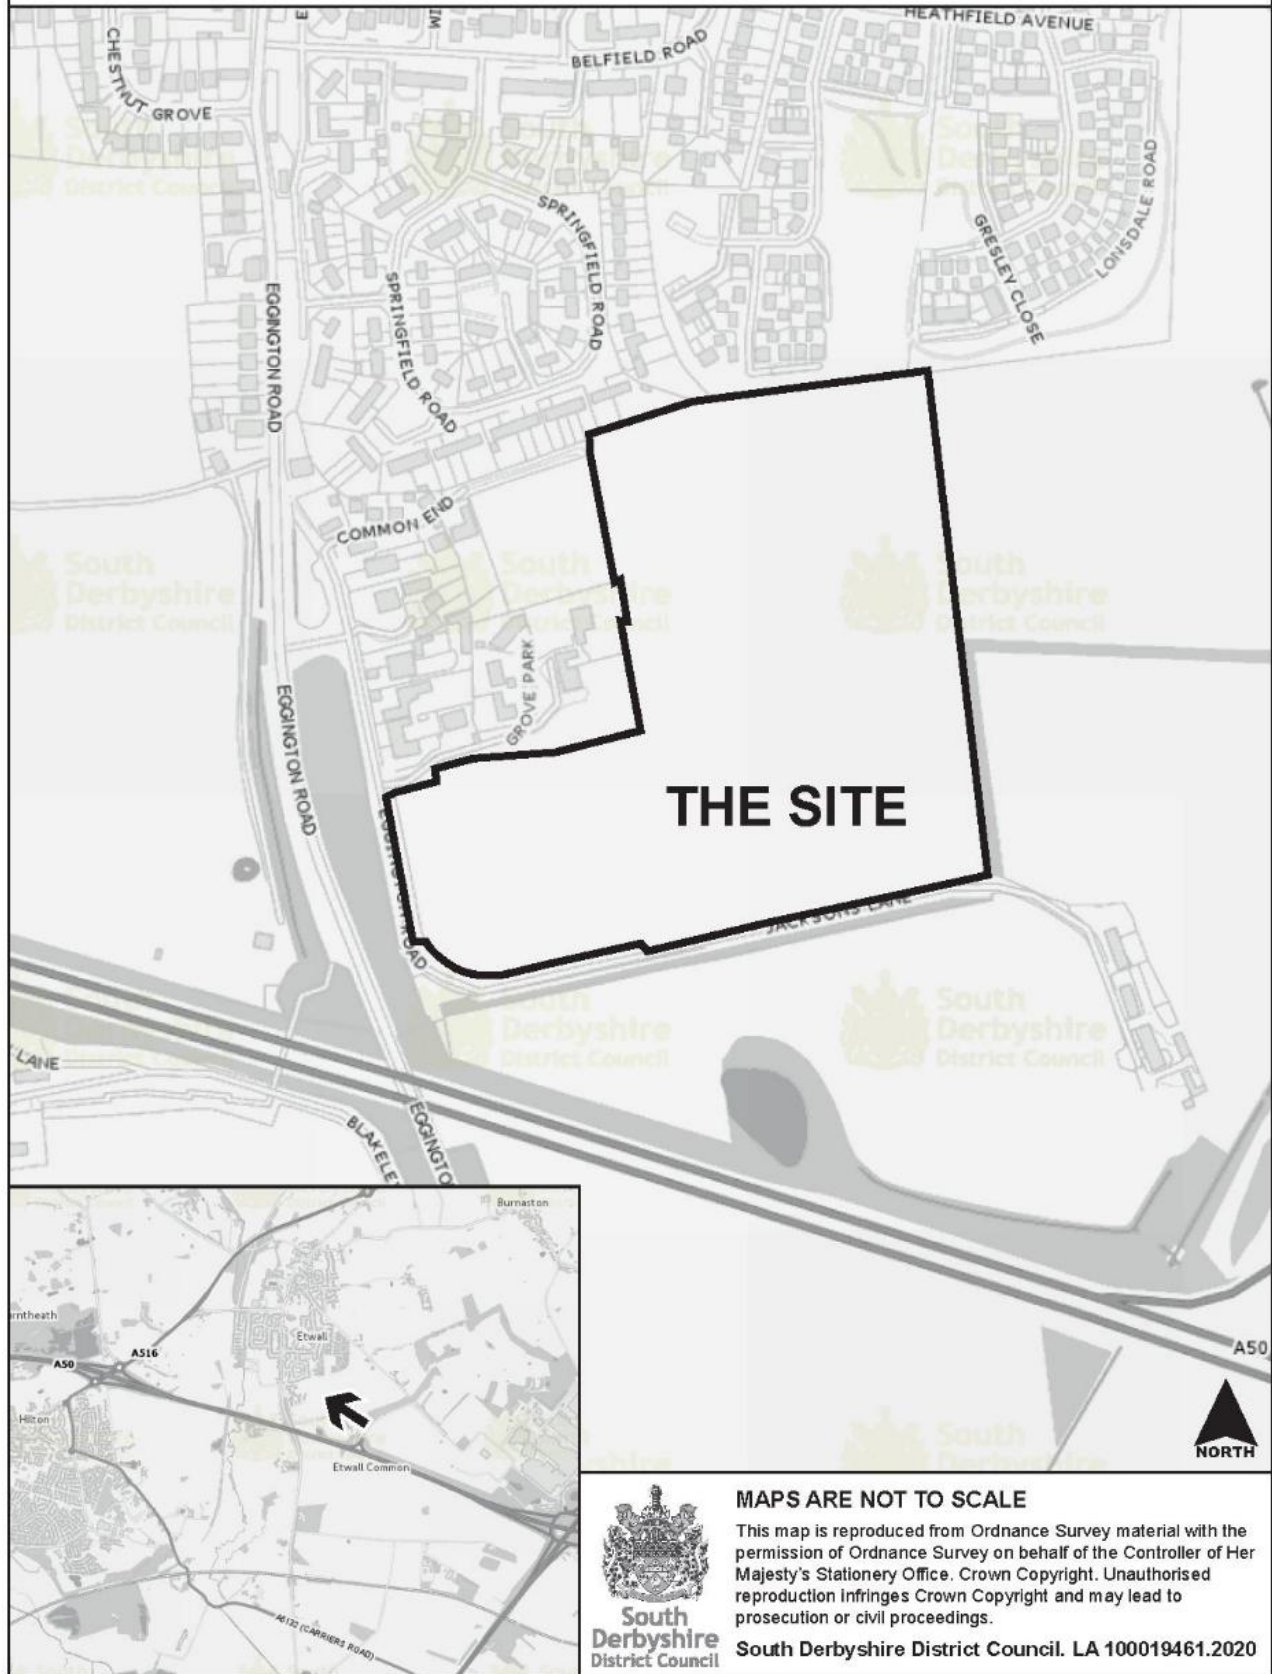 HEATHFIELD AVENUE
BELFIELD ROAD
CHESTNUT GROVE
LONSDALE ROAD
SPRINGFIELD ROAD
GRESLEY CLOSE
EGGINGTON ROAD
SPRINGFIELD ROAD
COMMON END
GROVE PARK
EGGINGTON ROAD
THE SITE
EGGINGTON ROAD
JACKSONS LANE
LANE
BLAKELEY
EGGINGTO
A50
NORTH
Burnaston
rntheath
Etwall
A516
A50
Hilton
Etwall Common
A5132 (CARRIERS ROAD)
South
Derbyshire
District Council
MAPS ARE NOT TO SCALE
This map is reproduced from Ordnance Survey material with the
permission of Ordnance Survey on behalf of the Controller of Her
Majesty's Stationery Office. Crown Copyright. Unauthorised
reproduction infringes Crown Copyright and may lead to
prosecution or civil proceedings.
South Derbyshire District Council. LA 100019461.2020